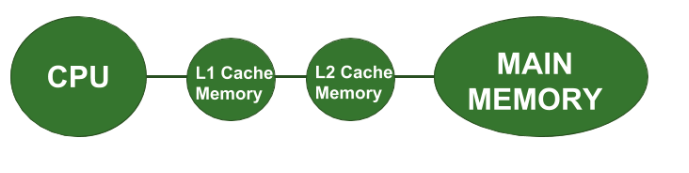 CPU
L1 Cache
Memory
L2 Cache
Memory
MAIN
MEMORY